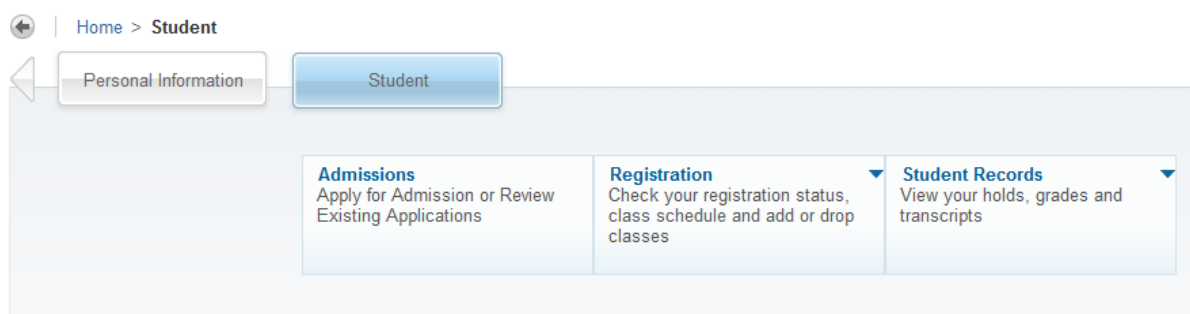 Home > Student
Personal Information
Student
Admissions
Apply for Admission or Review
Existing Applications
Registration
Check your registration status,
class schedule and add or drop
classes
Student Records
View your holds, grades and
transcripts